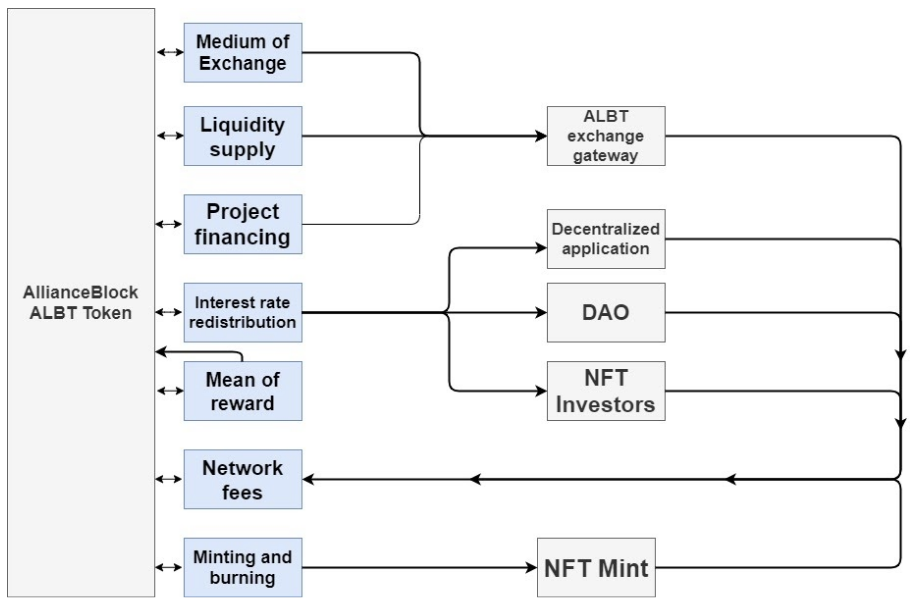 AllianceBlock
ALBT Token
Medium of
Exchange
Liquidity
supply
Project
financing
Interest rate
redistribution
Mean of
reward
Network
fees
Minting and
burning
ALBT
exchange
gateway
Decentralized
application
DAO
NFT
Investors
NFT Mint